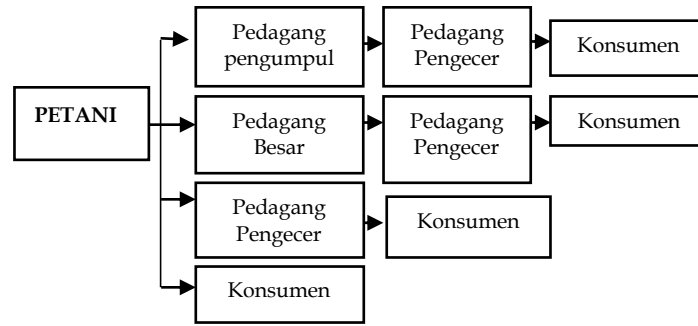 Pedagang
pengumpul
Pedagang
Pengecer
Konsumen
PETANI
Pedagang
Besar
Pedagang
Pengecer
Konsumen
Pedagang
Pengecer
Konsumen
Konsumen